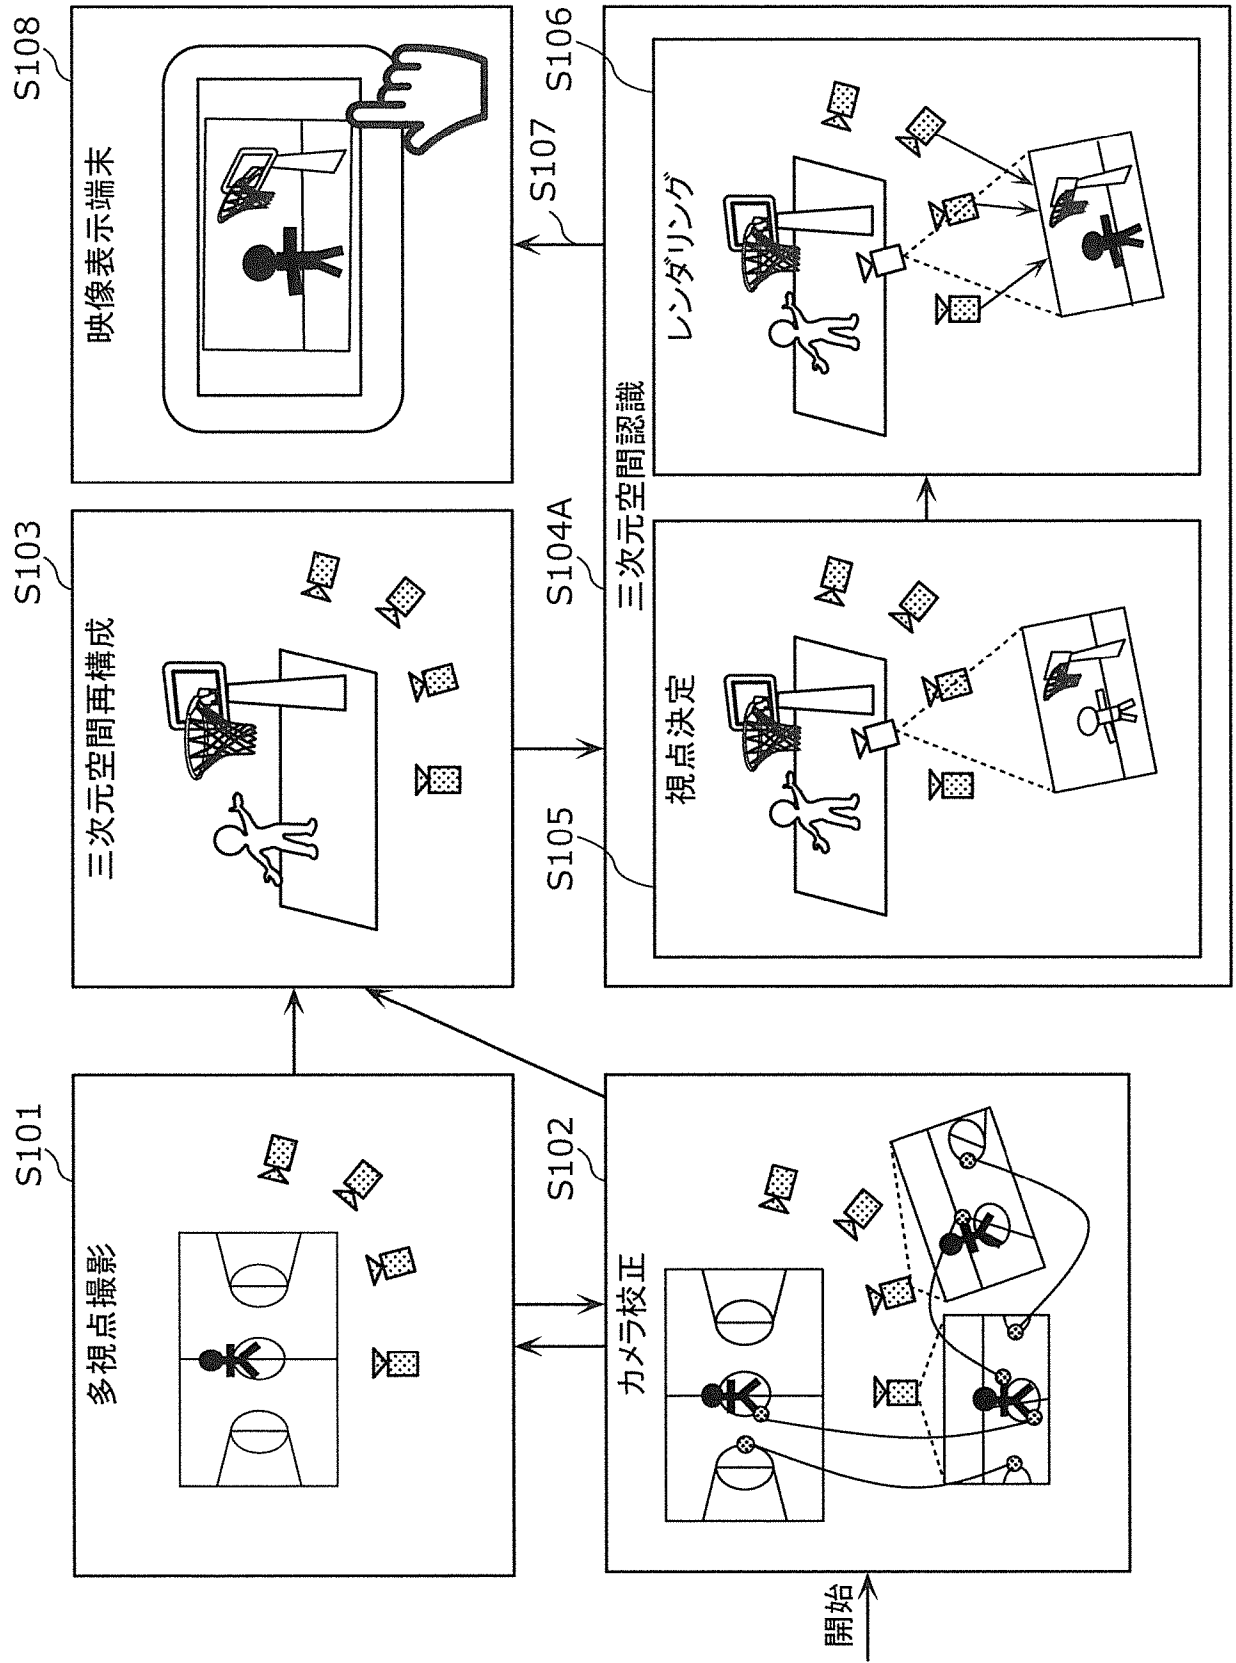 S101
多視点撮影
S103
三次元空間再構成
S108
映像表示端末
S107
開始
S102
カメラ校正
S104A
三次元空間認識
S105
視点決定
S106
レンダリング